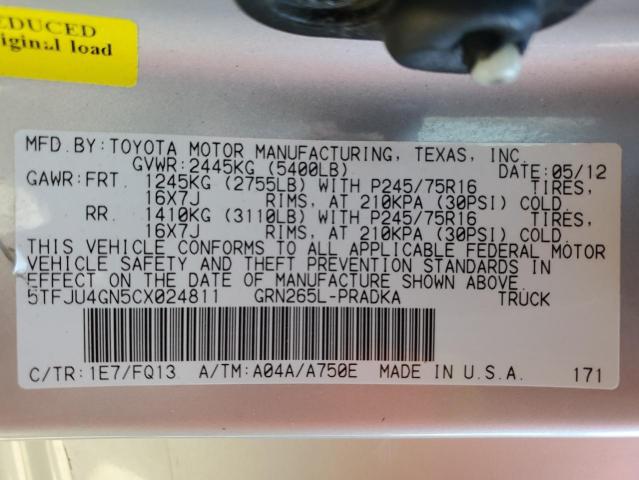 EDUCED
iginal load
MFD. BY: TOYOTA MOTOR MANUFACTURING, TEXAS, INC.
GVWR: 2445KG (5400LB) DATE: 05/12
GAWR: FRT. 1245KG (2755LB) WITH P245/75R16 TIRES,
16X7J RIMS, AT 210KPA (30PSI) COLD
RR. 1410KG (3110LB) WITH P245/75R16 TIRES,
16X7J RIMS, AT 210KPA (30PSI) COLD
THIS VEHICLE CONFORMS TO ALL APPLICABLE FEDERAL MOTOR
VEHICLE SAFETY AND THEFT PREVENTION STANDARDS IN
EFFECT ON THE DATE OF MANUFACTURE SHOWN ABOVE.
5TFJU4GN5CX024811 GRN265L-PRADKA TRUCK
C/TR: 1E7/FQ13 A/TM: A04A/A750E MADE IN U.S.A. 171